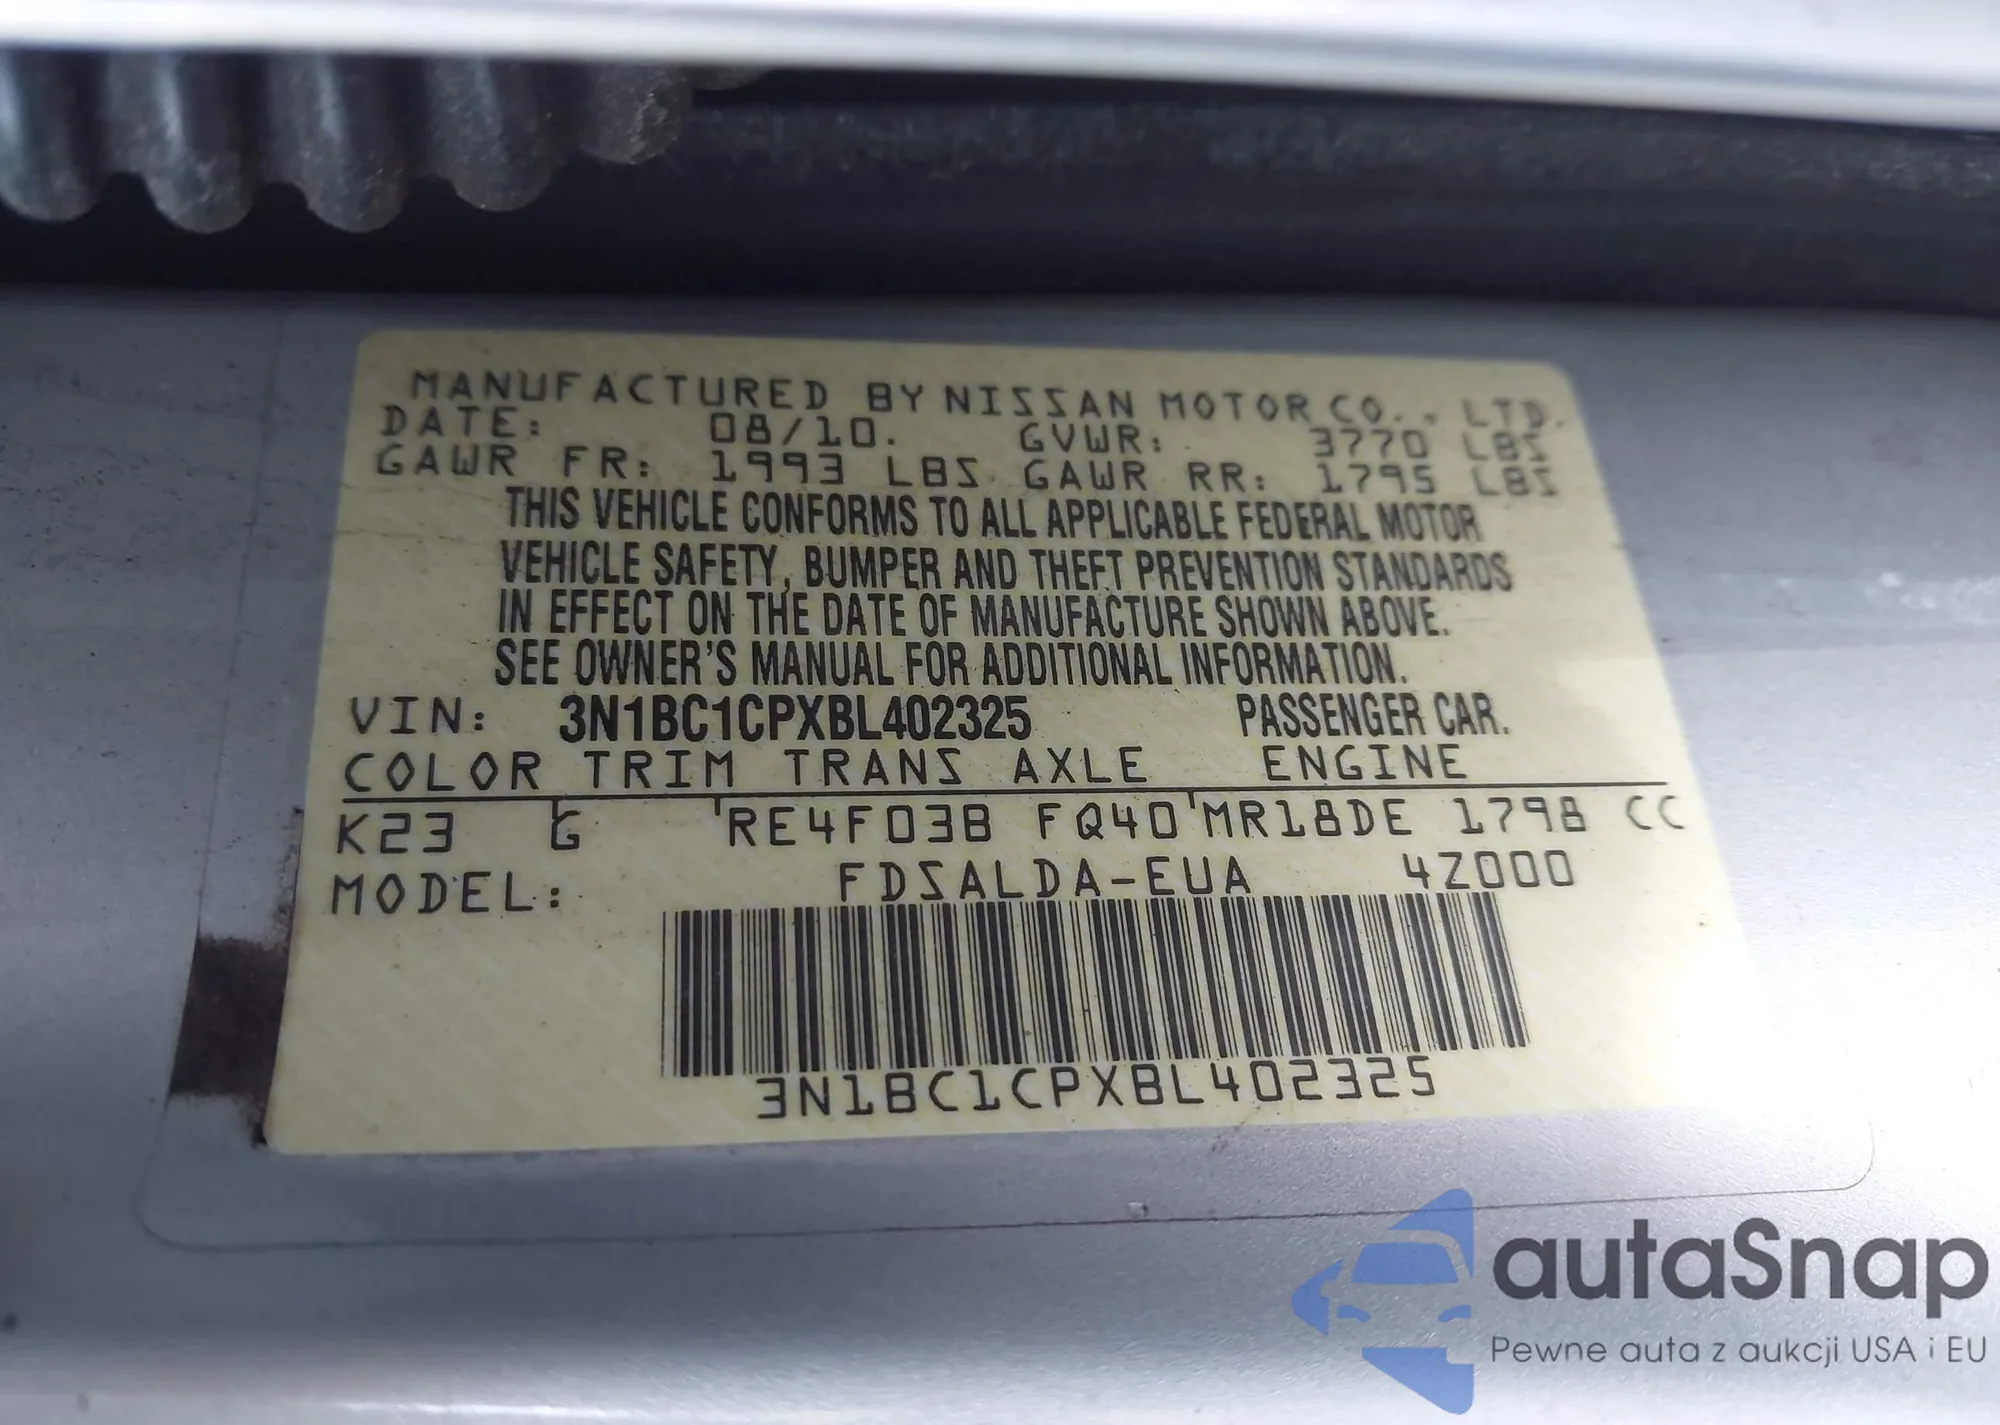 MANUFACTURED BY NISSAN MOTOR CO., LTD.
DATE: 08/10. GVWR: 3770 LBS
GAWR FR: 1993 LBS GAWR RR: 1795 LBS
THIS VEHICLE CONFORMS TO ALL APPLICABLE FEDERAL MOTOR
VEHICLE SAFETY, BUMPER AND THEFT PREVENTION STANDARDS
IN EFFECT ON THE DATE OF MANUFACTURE SHOWN ABOVE.
SEE OWNER'S MANUAL FOR ADDITIONAL INFORMATION.
VIN: 3N1BC1CPXBL402325 PASSENGER CAR.
COLOR TRIM TRANS AXLE ENGINE
K23 G RE4F03B FQ40 MR18DE 1798 CC
MODEL: FDSALDA-EUA 4Z000
3N1BC1CPXBL402325
autaSnap
Pewne auta z aukcji USA i EU